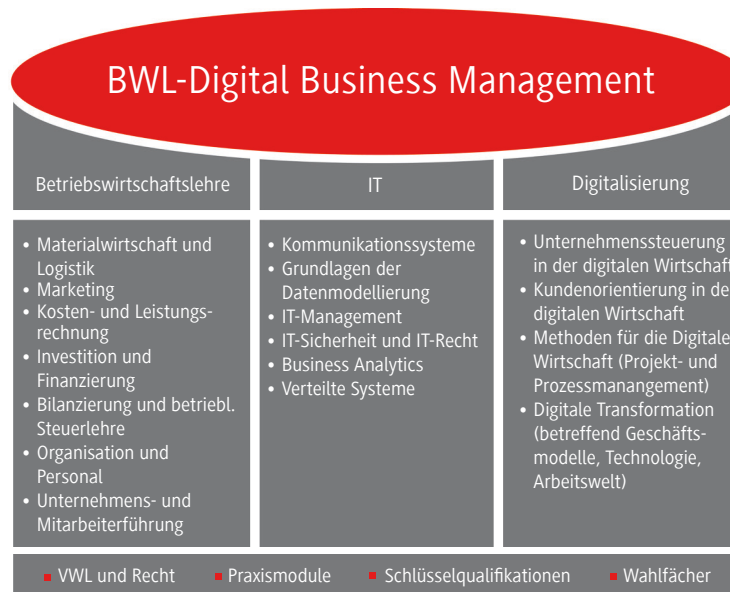 BWL-Digital Business Management
Betriebswirtschaftslehre
• Materialwirtschaft und
Logistik
• Marketing
• Kosten- und Leistungs-
rechnung
• Investition und
Finanzierung
• Bilanzierung und betriebl.
Steuerlehre
• Organisation und
Personal
• Unternehmens- und
Mitarbeiterführung
IT
• Kommunikationssysteme
• Grundlagen der
Datenmodellierung
• IT-Management
• IT-Sicherheit und IT-Recht
• Business Analytics
• Verteilte Systeme
Digitalisierung
• Unternehmenssteuerung
in der digitalen Wirtschaft
• Kundenorientierung in de
digitalen Wirtschaft
• Methoden für die Digitale
Wirtschaft (Projekt- und
Prozessmanangement)
• Digitale Transformation
(betreffend Geschäfts-
modelle, Technologie,
Arbeitswelt)
▪ VWL und Recht ▪ Praxismodule ▪ Schlüsselqualifikationen ▪ Wahlfächer